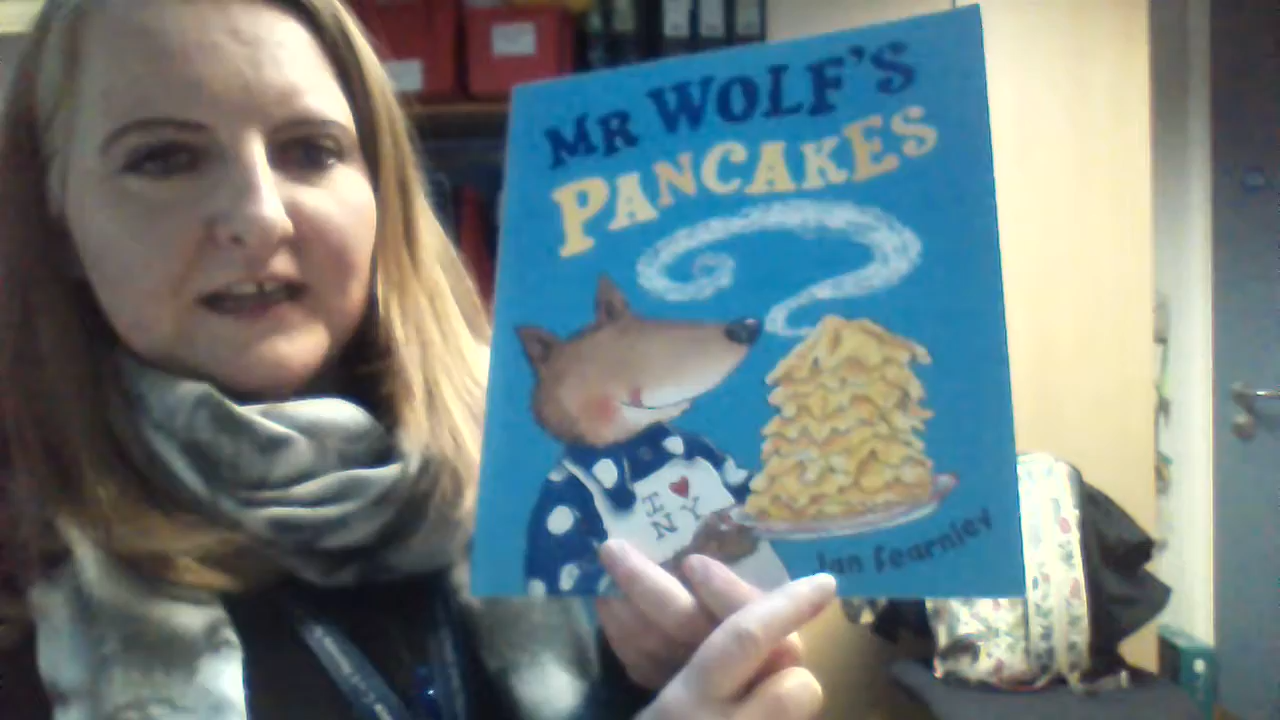 MR WOLF'S
PANCAKES
I ♥
NY
Jan Fearnley